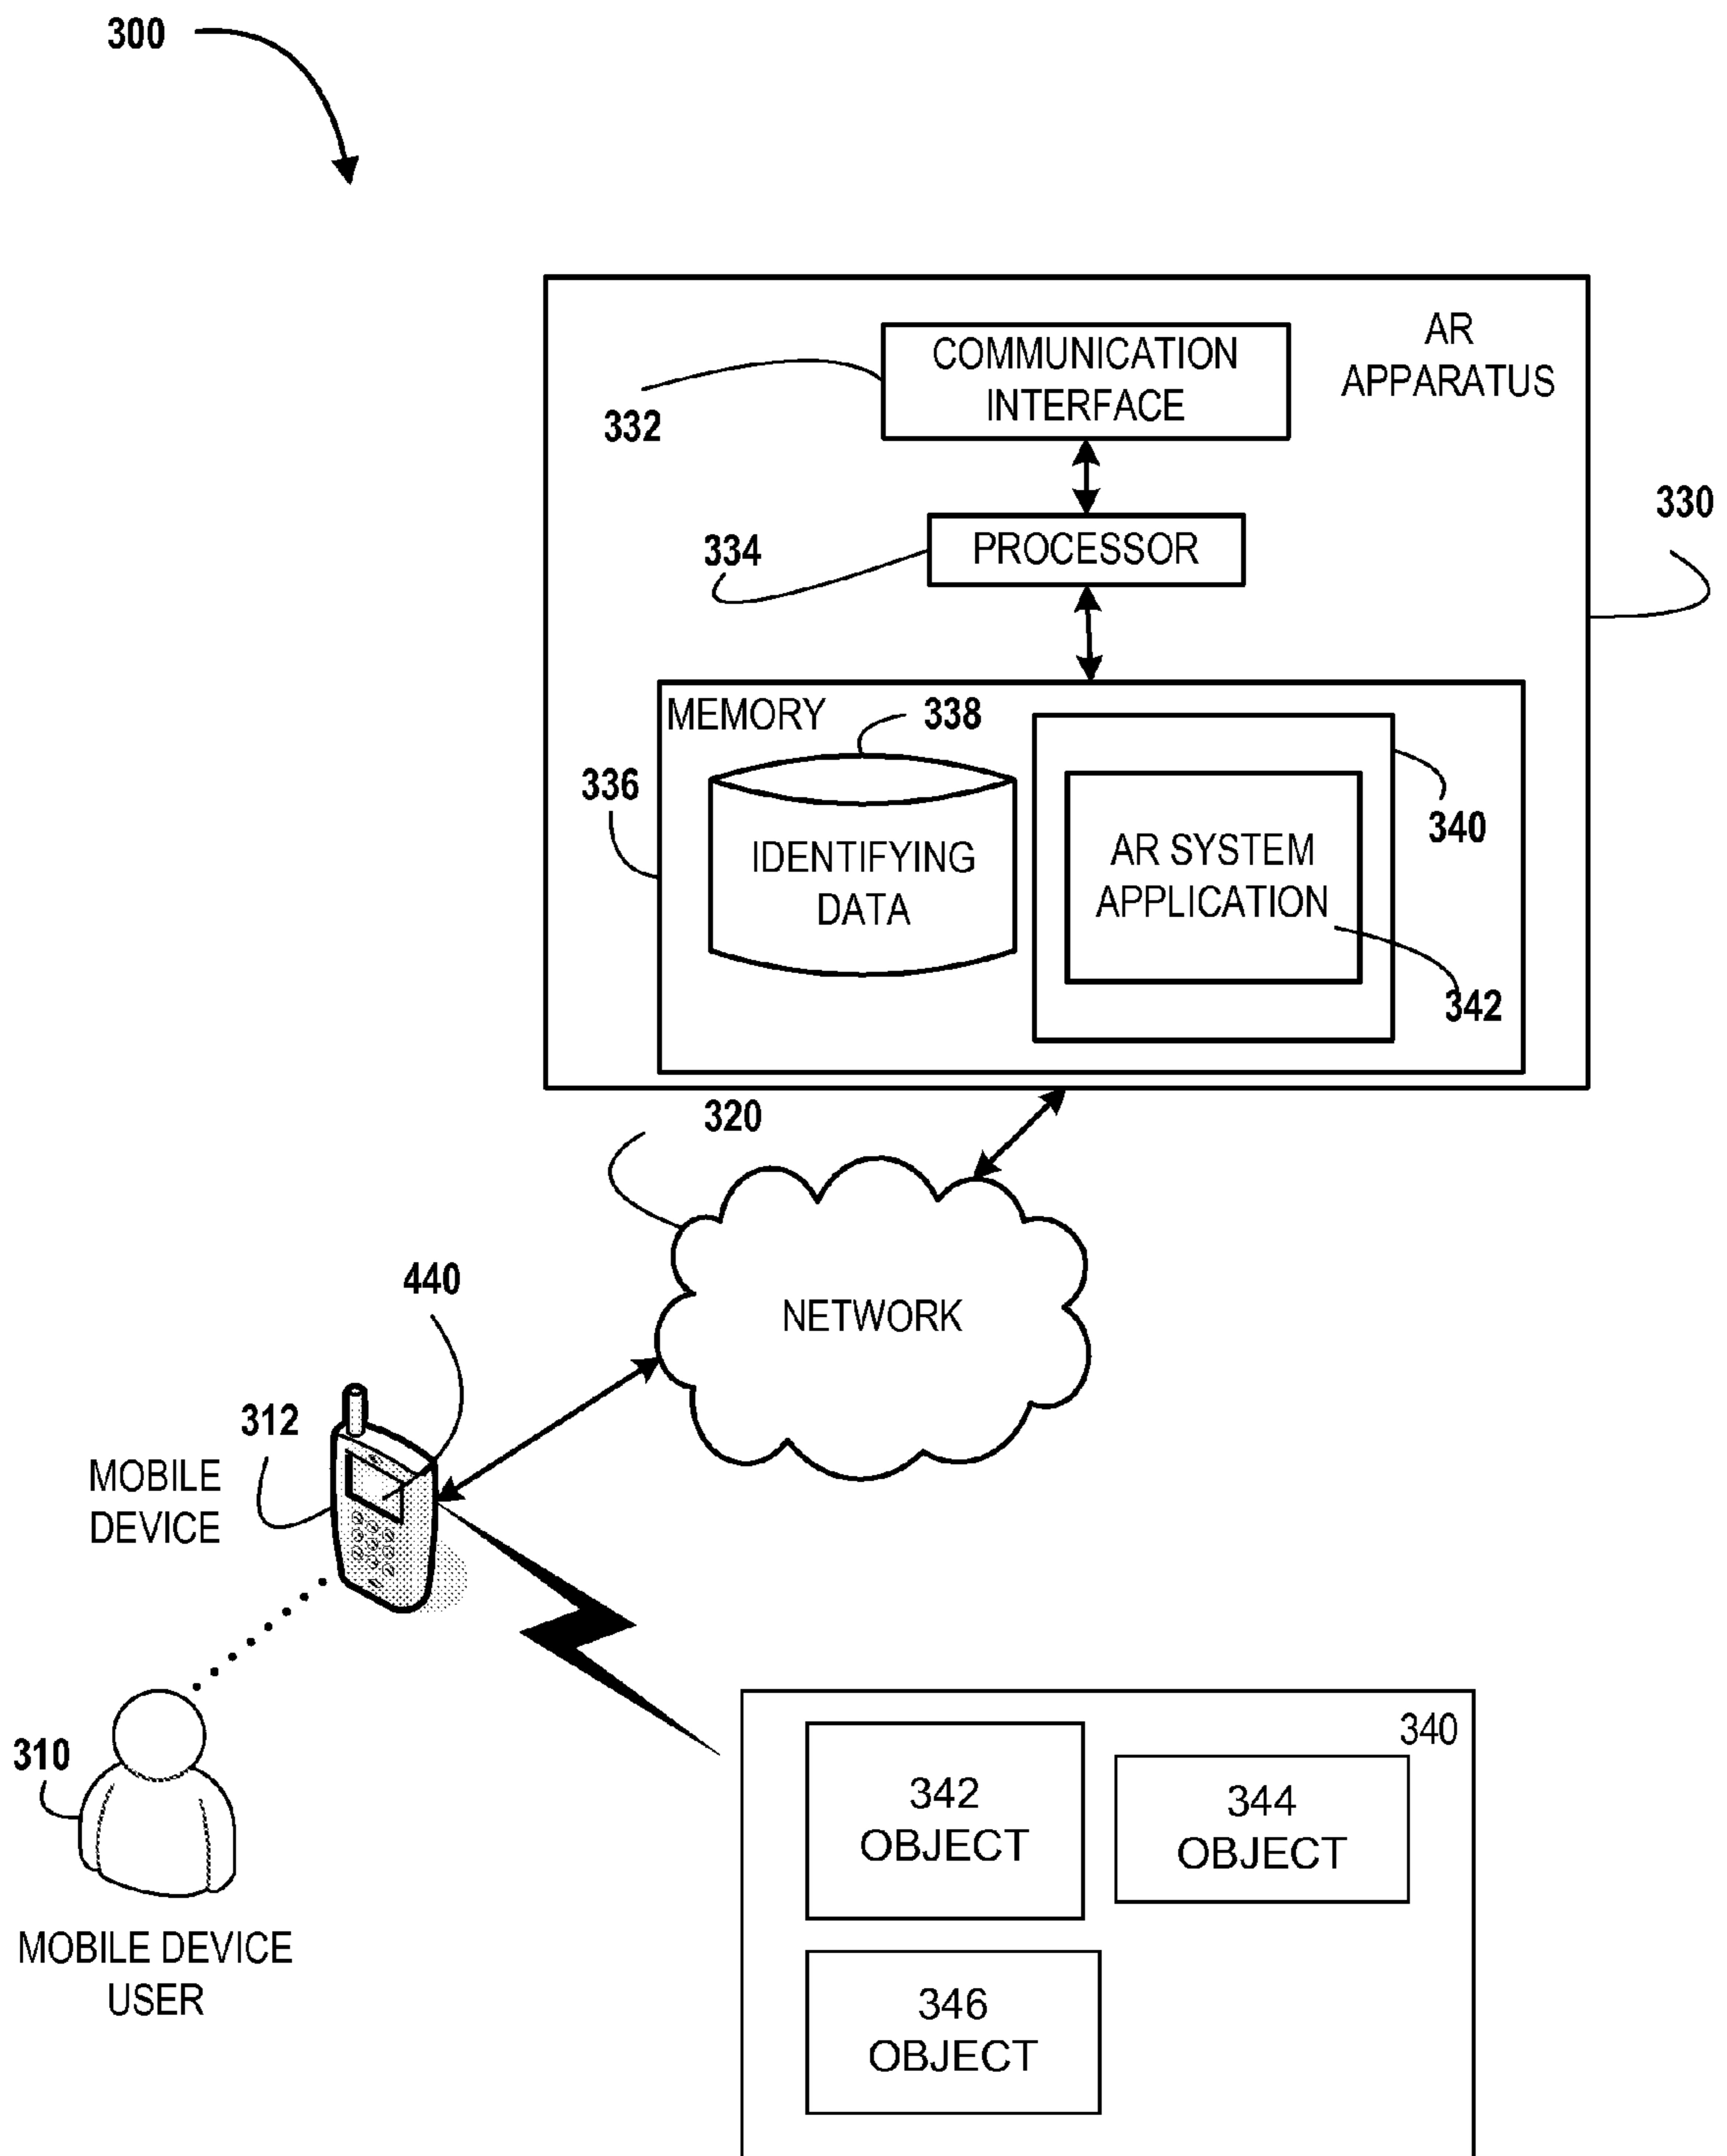 300
AR
APPARATUS
COMMUNICATION
INTERFACE
332
330
PROCESSOR
334
MEMORY
338
336
IDENTIFYING
DATA
340
AR SYSTEM
APPLICATION
342
320
NETWORK
440
312
MOBILE
DEVICE
310
MOBILE DEVICE
USER
340
342
OBJECT
344
OBJECT
346
OBJECT